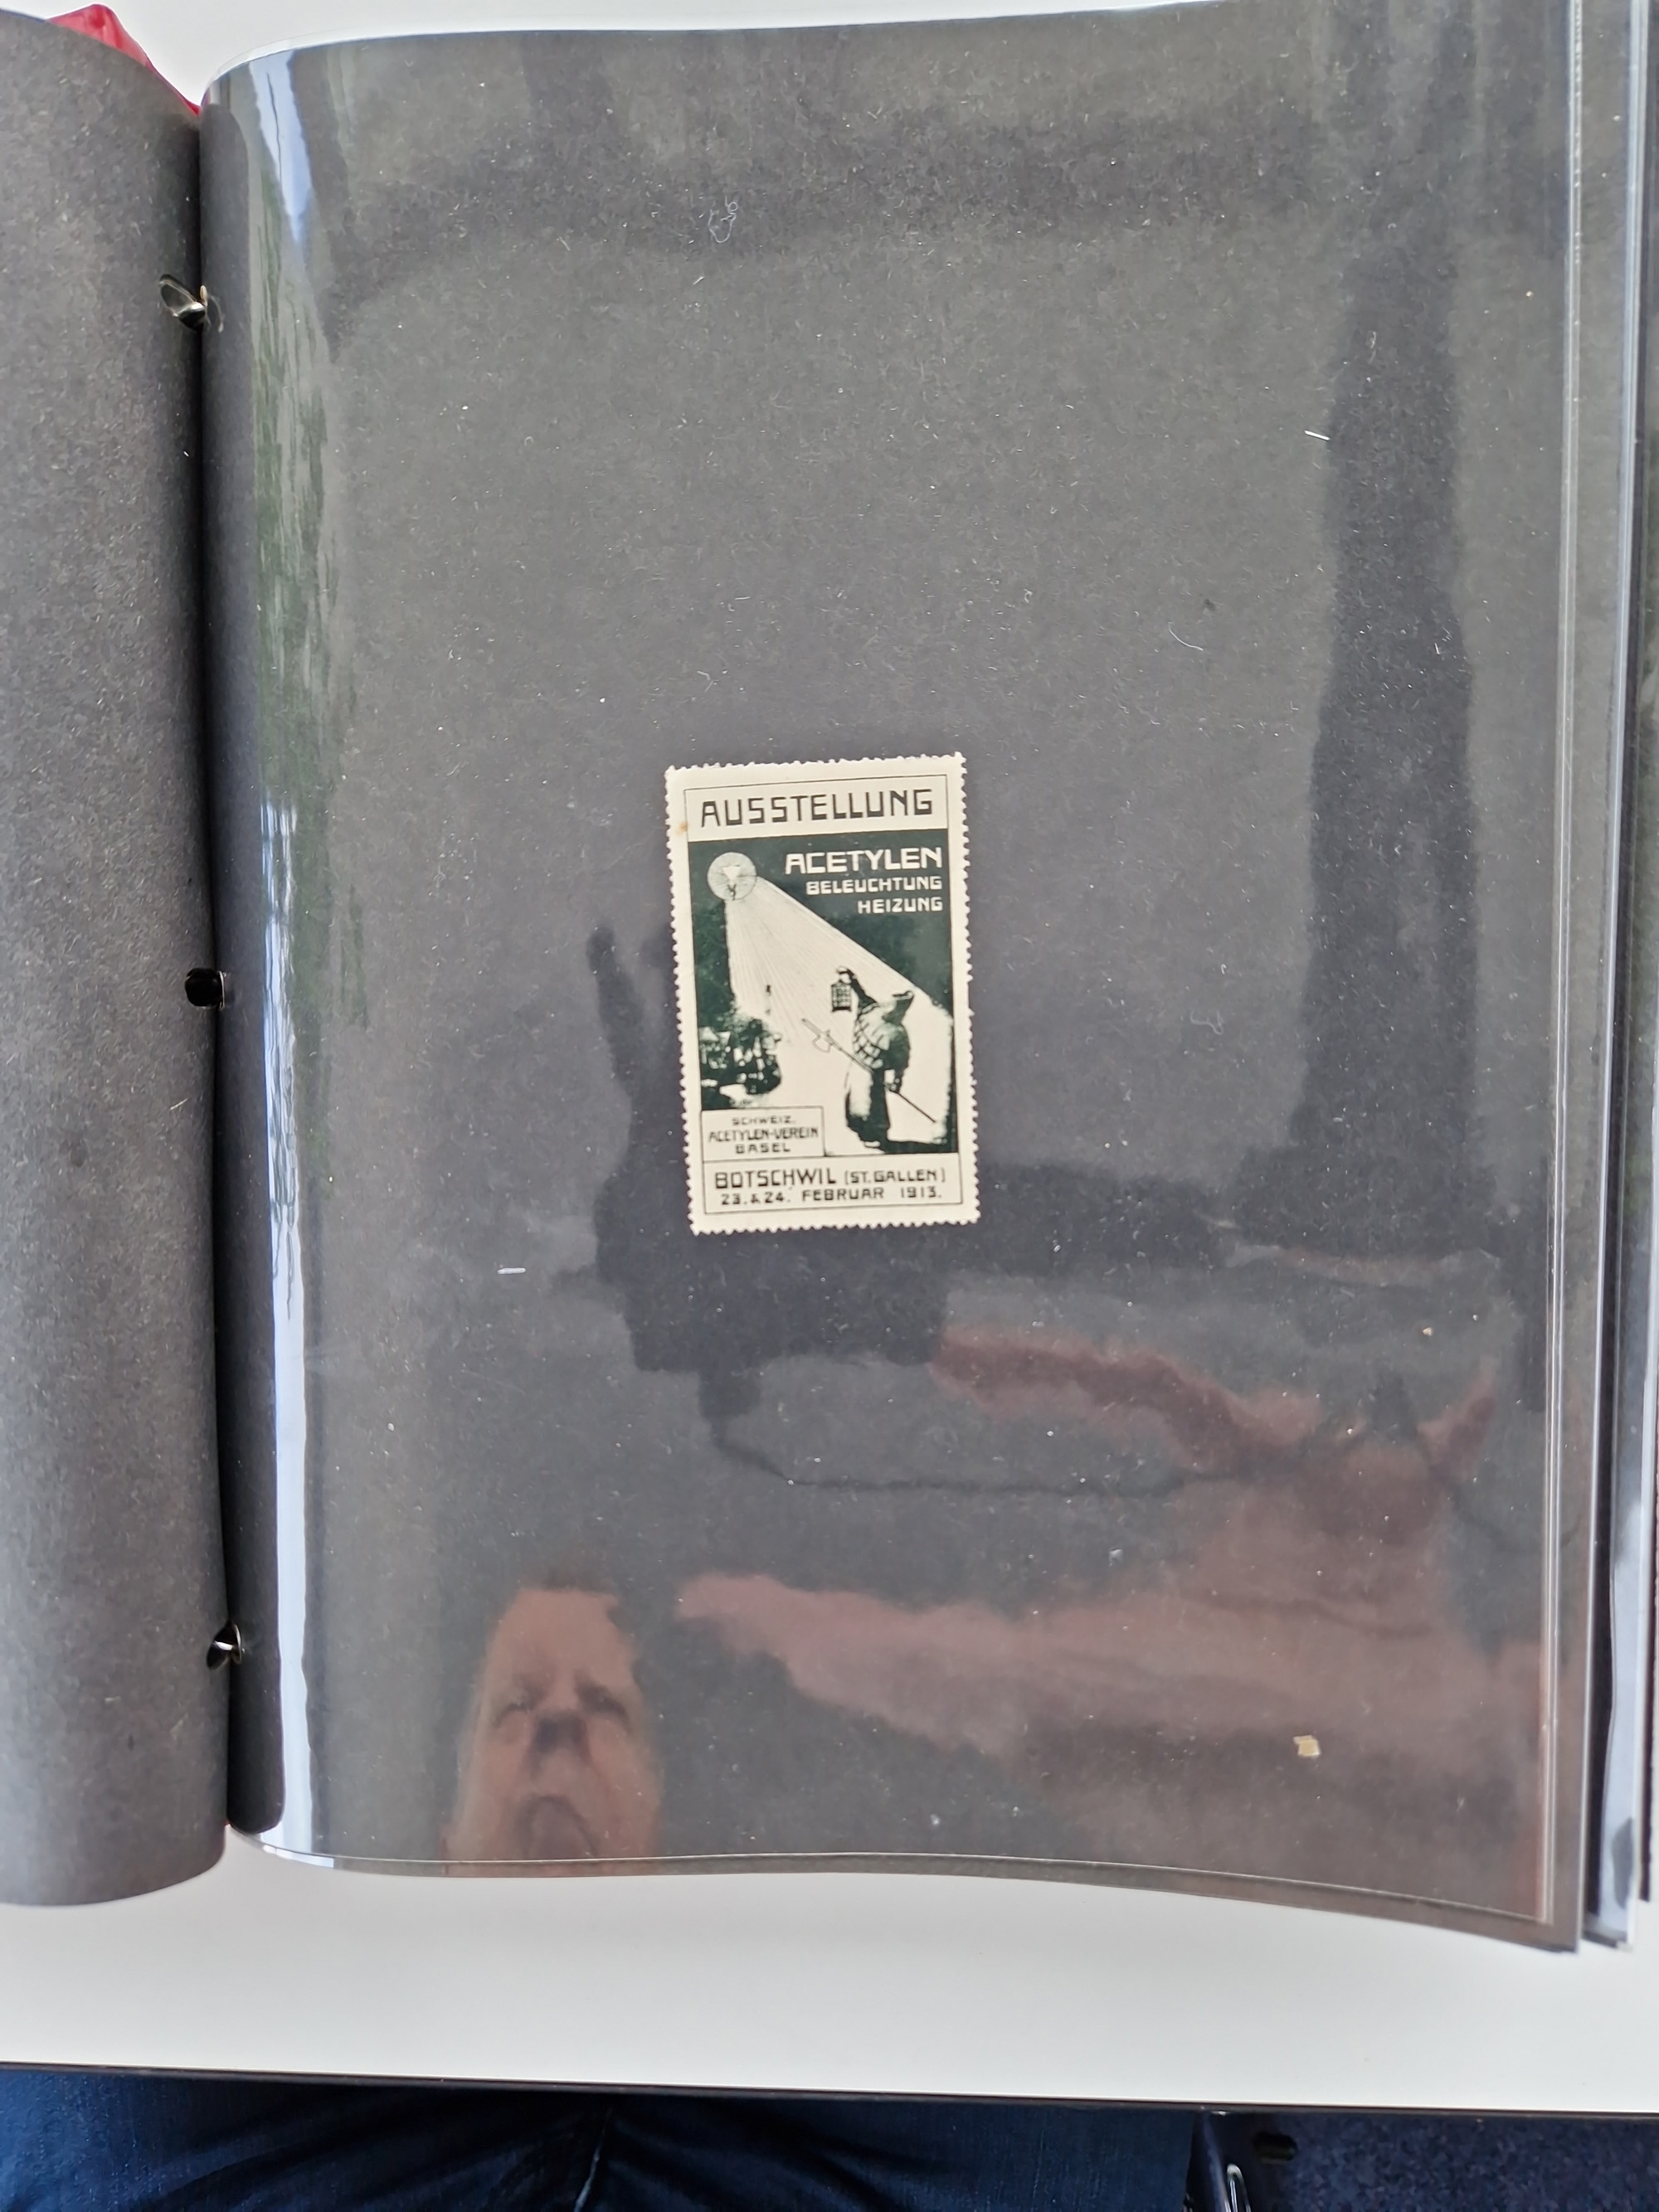 AUSSTELLUNG
ACETYLEN
BELEUCHTUNG
HEIZUNG
SCHWEIZ.
ACETYLEN-VEREIN
BASEL
BOTSCHWIL (ST. GALLEN)
23. & 24. FEBRUAR 1913.